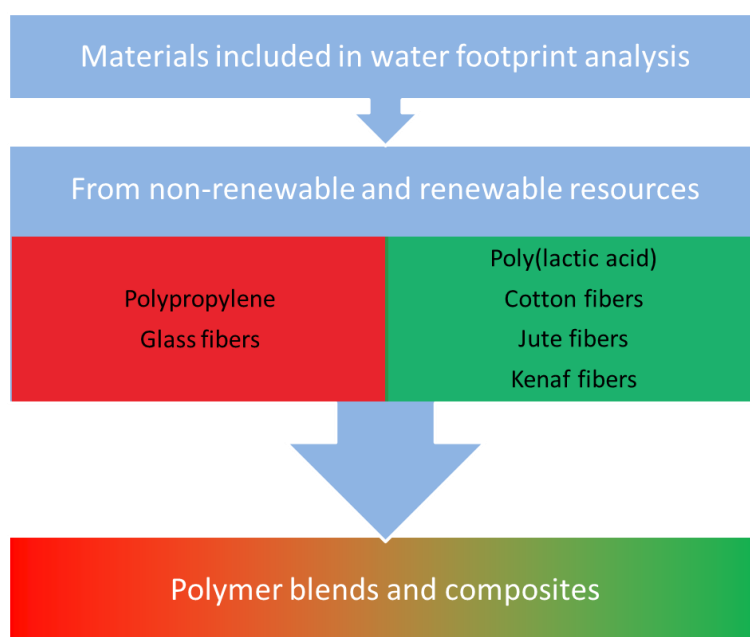 Materials included in water footprint analysis
From non-renewable and renewable resources
Polypropylene
Glass fibers
Poly(lactic acid)
Cotton fibers
Jute fibers
Kenaf fibers
Polymer blends and composites